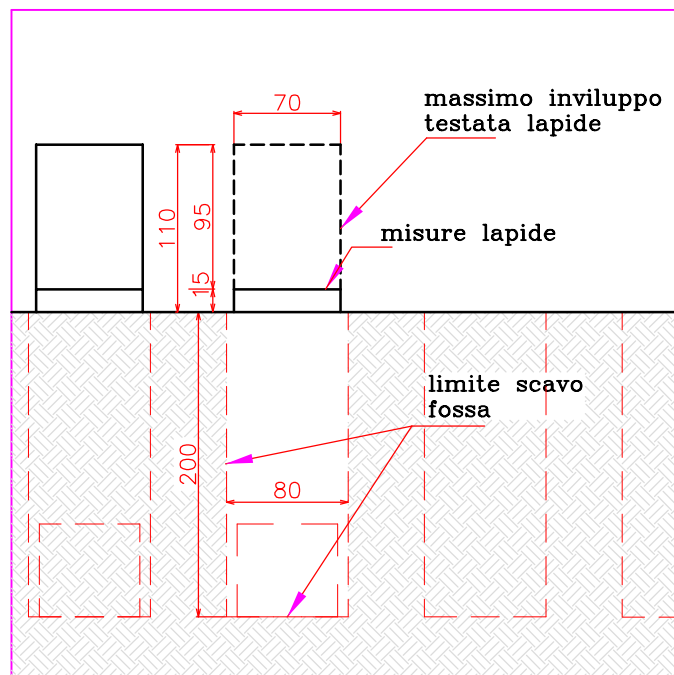 70
massimo inviluppo
testata lapide
110
95
misure lapide
15
limite scavo
fossa
200
80